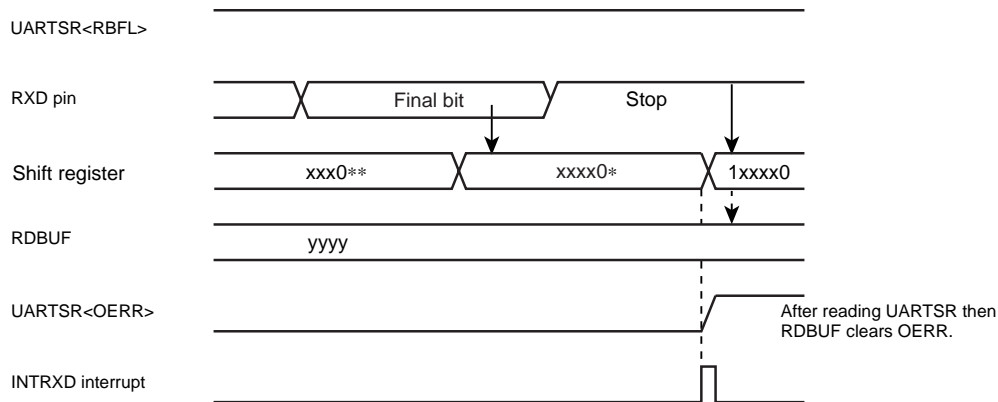 UARTSR<RBFL>
RXD pin
Final bit
Stop
Shift register
xxx0**
xxxx0*
1xxxx0
RDBUF
yyyy
UARTSR<OERR>
After reading UARTSR then
RDBUF clears OERR.
INTRXD interrupt